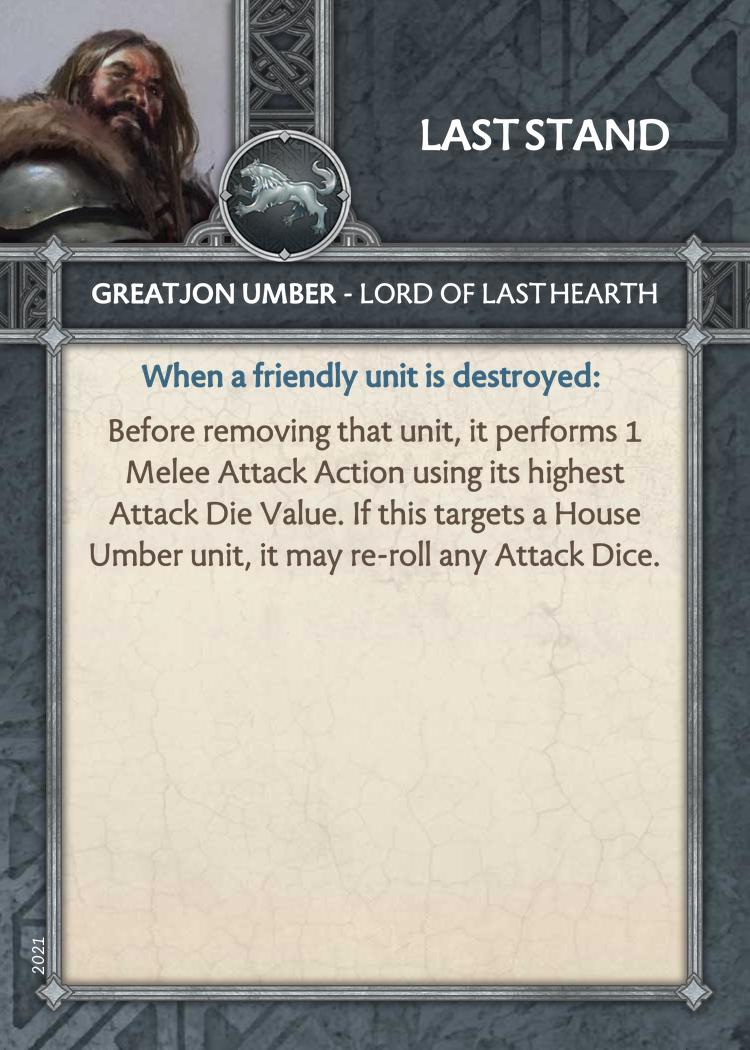 LAST STAND
GREATJON UMBER - LORD OF LAST HEARTH
When a friendly unit is destroyed:
Before removing that unit, it performs 1
Melee Attack Action using its highest
Attack Die Value. If this targets a House
Umber unit, it may re-roll any Attack Dice.
2021